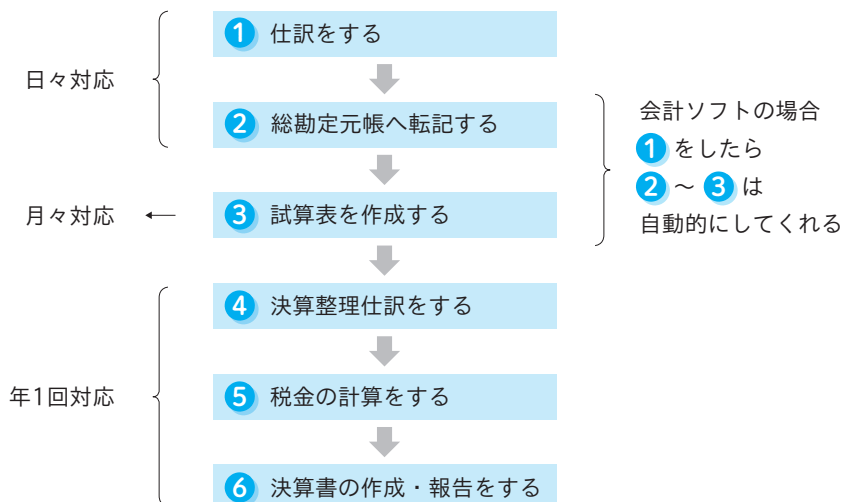 1 仕訳をする
日々対応
2 総勘定元帳へ転記する
会計ソフトの場合
1 をしたら
2 〜 3 は
自動的にしてくれる
月々対応 ←
3 試算表を作成する
4 決算整理仕訳をする
年1回対応
5 税金の計算をする
6 決算書の作成・報告をする